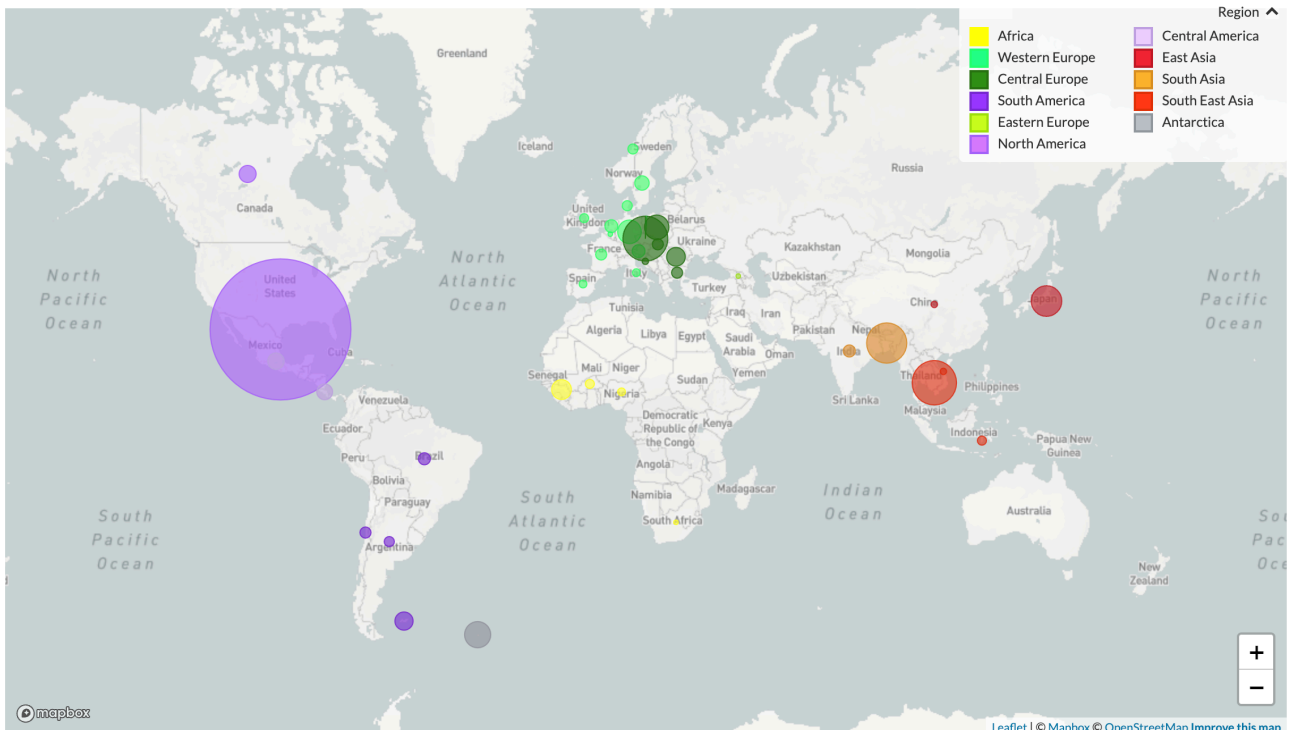 Region
Africa
Western Europe
Central Europe
South America
Eastern Europe
North America
Central America
East Asia
South Asia
South East Asia
Antarctica
Greenland
Iceland
Sweden
Norway
Russia
Canada
United
Kingdom
Belarus
Ukraine
France
Kazakhstan
Mongolia
North
Pacific
Ocean
North
Atlantic
Ocean
North
Pacific
Ocean
United
States
Spain
Italy
Turkey
Uzbekistan
China
Japan
Tunisia
Iraq
Iran
Pakistan
Nepal
Algeria
Libya
Egypt
Saudi
Arabia
Oman
India
Mexico
Cuba
Senegal
Mali
Niger
Sudan
Yemen
Thailand
Philippines
Nigeria
Sri Lanka
Malaysia
Venezuela
Ecuador
Democratic
Republic of
the Congo
Kenya
Indonesia
Papua New
Guinea
Peru
Brazil
Bolivia
Angola
Paraguay
Namibia
Madagascar
South
Pacific
Ocean
South
Atlantic
Ocean
Indian
Ocean
Australia
South Africa
Argentina
New
Zealand
+
−
mapbox
Leaflet | © Mapbox © OpenStreetMap Improve this map